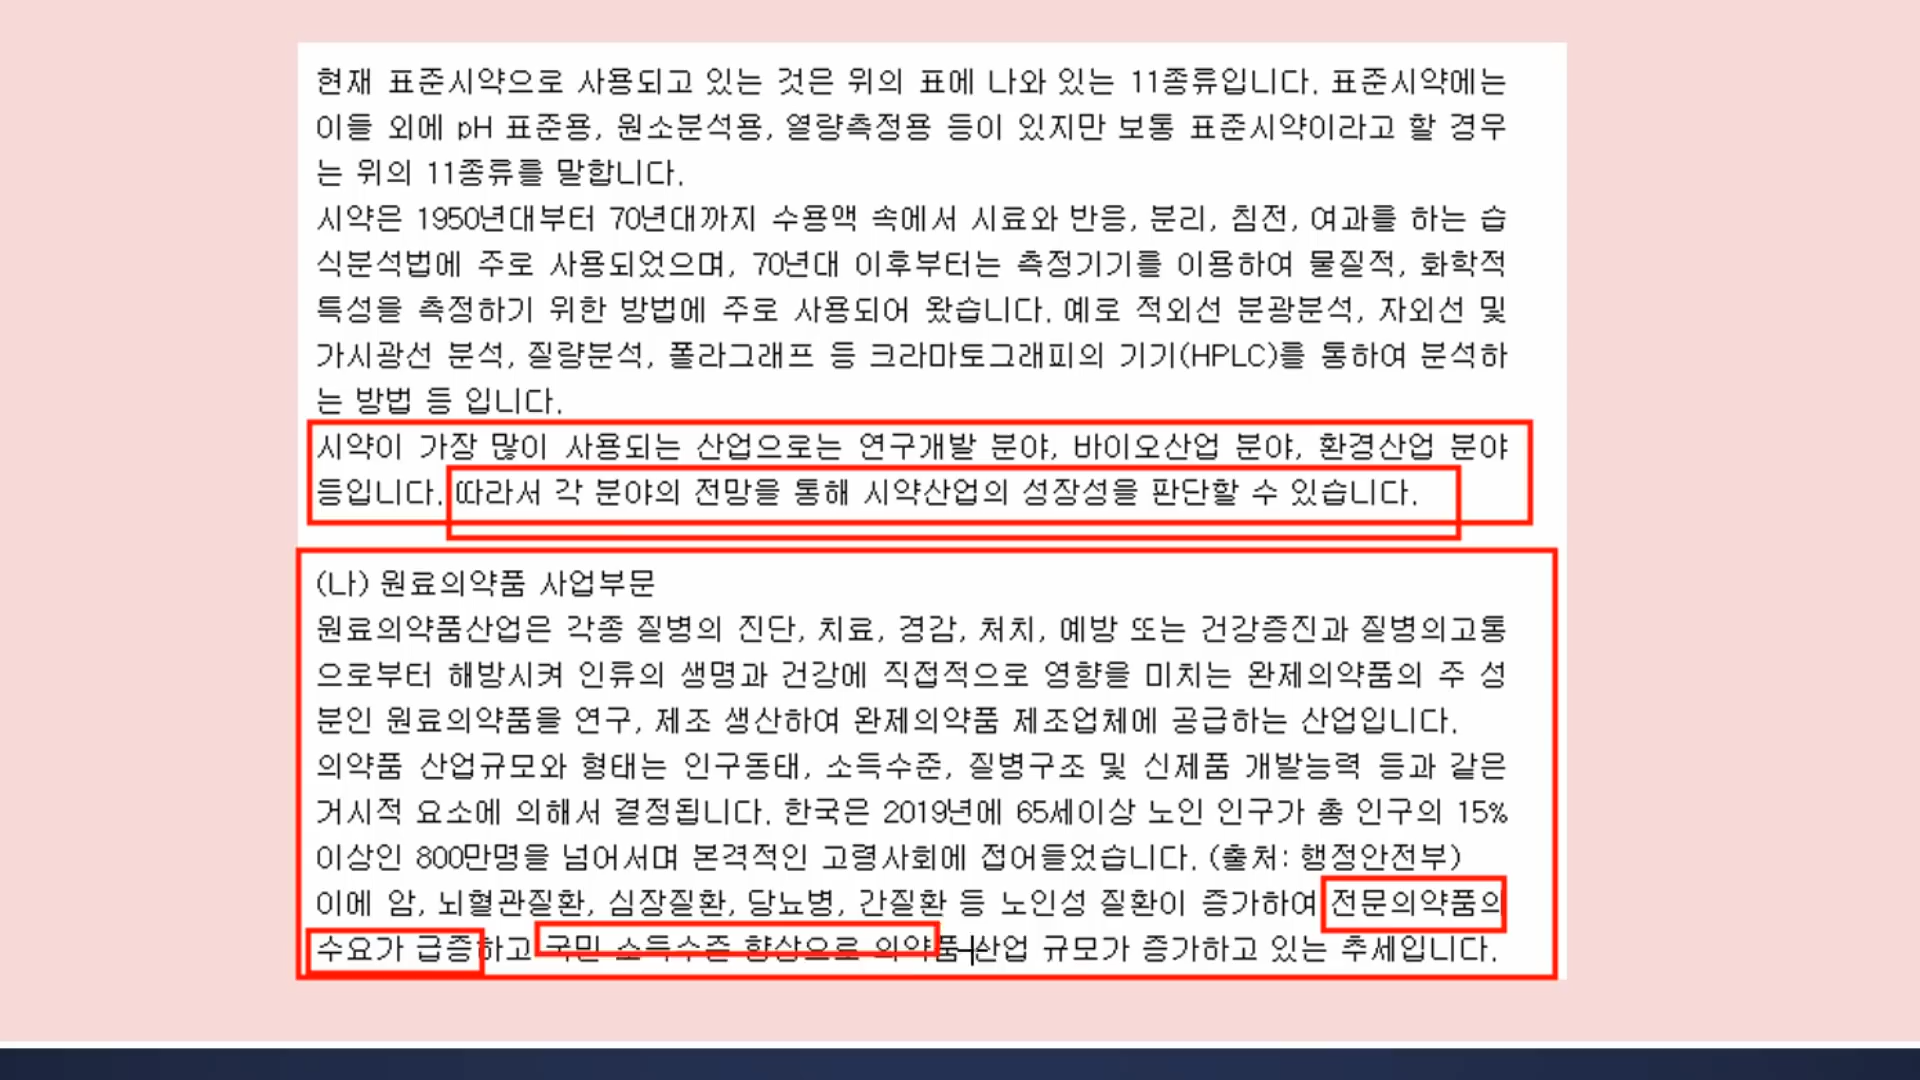 현재 표준시약으로 사용되고 있는 것은 위의 표에 나와 있는 11종류입니다. 표준시약에는
이들 외에 pH 표준용, 원소분석용, 열량측정용 등이 있지만 보통 표준시약이라고 할 경우
는 위의 11종류를 말합니다.
시약은 1950년대부터 70년대까지 수용액 속에서 시료와 반응, 분리, 침전, 여과를 하는 습
식분석법에 주로 사용되었으며, 70년대 이후부터는 측정기기를 이용하여 물질적, 화학적
특성을 측정하기 위한 방법에 주로 사용되어 왔습니다. 예로 적외선 분광분석, 자외선 및
가시광선 분석, 질량분석, 폴라그래프 등 크라마토그래피의 기기(HPLC)를 통하여 분석하
는 방법 등 입니다.
시약이 가장 많이 사용되는 산업으로는 연구개발 분야, 바이오산업 분야, 환경산업 분야
등입니다. 따라서 각 분야의 전망을 통해 시약산업의 성장성을 판단할 수 있습니다.
(나) 원료의약품 사업부문
원료의약품산업은 각종 질병의 진단, 치료, 경감, 처치, 예방 또는 건강증진과 질병의고통
으로부터 해방시켜 인류의 생명과 건강에 직접적으로 영향을 미치는 완제의약품의 주 성
분인 원료의약품을 연구, 제조 생산하여 완제의약품 제조업체에 공급하는 산업입니다.
의약품 산업규모와 형태는 인구동태, 소득수준, 질병구조 및 신제품 개발능력 등과 같은
거시적 요소에 의해서 결정됩니다. 한국은 2019년에 65세이상 노인 인구가 총 인구의 15%
이상인 800만명을 넘어서며 본격적인 고령사회에 접어들었습니다. (출처: 행정안전부)
이에 암, 뇌혈관질환, 심장질환, 당뇨병, 간질환 등 노인성 질환이 증가하여 전문의약품의
수요가 급증하고 국민 소득수준 향상으로 의약품 산업 규모가 증가하고 있는 추세입니다.